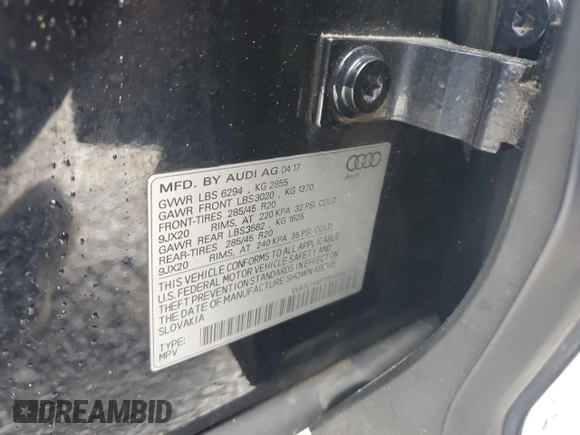 MFD. BY AUDI AG 04 17
Audi
GVWR LBS 6294 , KG 2855
GAWR FRONT LBS3020 , KG 1370
FRONT-TIRES 285/45 R20
9JX20 RIMS, AT 220 KPA 32 PSI COLD
GAWR REAR LBS3582 , KG 1625
REAR-TIRES 285/45 R20
9JX20 RIMS, AT 240 KPA 35 PSI COLD
THIS VEHICLE CONFORMS TO ALL APPLICABLE
U.S. FEDERAL MOTOR VEHICLE SAFETY AND
THEFT PREVENTION STANDARDS IN EFFECT ON
THE DATE OF MANUFACTURE SHOWN ABOVE.
SLOVAKIA
TYPE:
MPV
DREAMBID